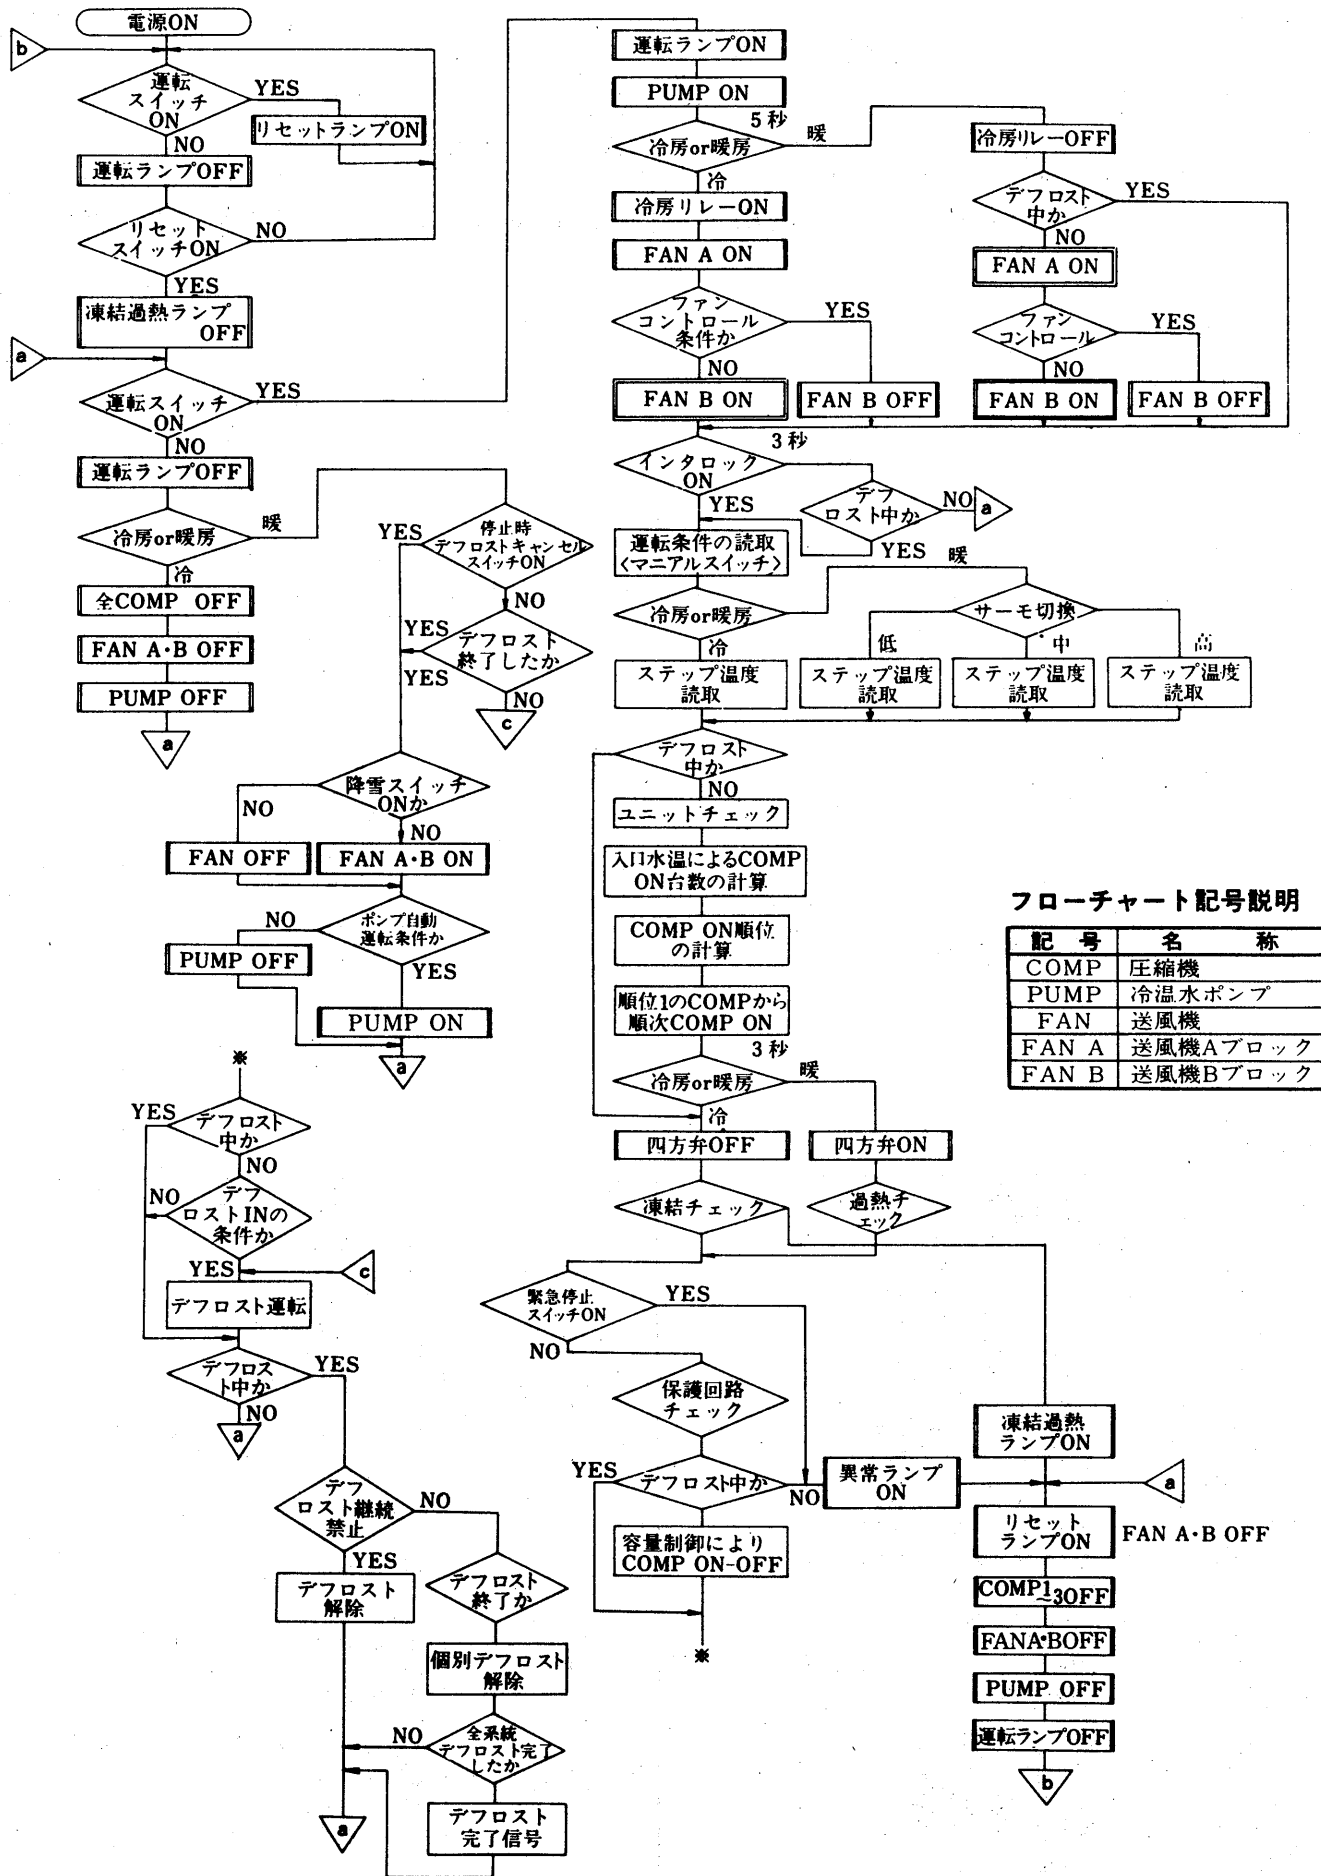 電源ON
b
運転
スイッチ
ON
YES
リセットランプON
NO
運転ランプOFF
リセット
スイッチON
NO
YES
凍結過熱ランプ
OFF
a
運転スイッチ
ON
YES
NO
運転ランプOFF
冷房or暖房
暖
冷
全COMP OFF
FAN A・B OFF
PUMP OFF
a
停止時
デフロストキャンセル
スイッチON
YES
NO
デフロスト
終了したか
YES
YES
NO
c
降雪スイッチ
ONか
NO
NO
FAN OFF
FAN A・B ON
ポンプ自動
運転条件か
NO
YES
PUMP OFF
PUMP ON
a
※
デフロスト
中か
YES
NO
デフ
ロストINの
条件か
NO
YES
c
デフロスト運転
デフロス
ト中か
YES
NO
a
デフ
ロスト継続
禁止
NO
YES
デフロスト
解除
デフロスト
終了か
個別デフロスト
解除
全系統
デフロスト完了
したか
NO
デフロスト
完了信号
a
運転ランプON
PUMP ON
5秒
冷房or暖房
暖
冷
冷房リレーON
FAN A ON
ファン
コントロール
条件か
YES
NO
FAN B ON
FAN B OFF
冷房リレーOFF
デフロスト
中か
YES
NO
FAN A ON
ファン
コントロール
YES
NO
FAN B ON
FAN B OFF
3秒
インタロック
ON
YES
デフ
ロスト中か
NO
a
YES
運転条件の読取
〈マニアルスイッチ〉
冷房or暖房
暖
冷
サーモ切換
低
中
高
ステップ温度
読取
ステップ温度
読取
ステップ温度
読取
ステップ温度
読取
デフロスト
中か
NO
ユニットチェック
入口水温によるCOMP
ON台数の計算
COMP ON順位
の計算
順位1のCOMPから
順次COMP ON
3秒
冷房or暖房
暖
冷
四方弁OFF
四方弁ON
凍結チェック
過熱チ
ェック
緊急停止
スイッチON
YES
NO
保護回路
チェック
デフロスト中か
YES
NO
異常ランプ
ON
容量制御により
COMP ON-OFF
※
凍結過熱
ランプON
a
リセット
ランプON
FAN A・B OFF
COMP1~3OFF
FANA・BOFF
PUMP OFF
運転ランプOFF
b
フローチャート記号説明
記号 名称
COMP 圧縮機
PUMP 冷温水ポンプ
FAN 送風機
FAN A 送風機Aブロック
FAN B 送風機Bブロック